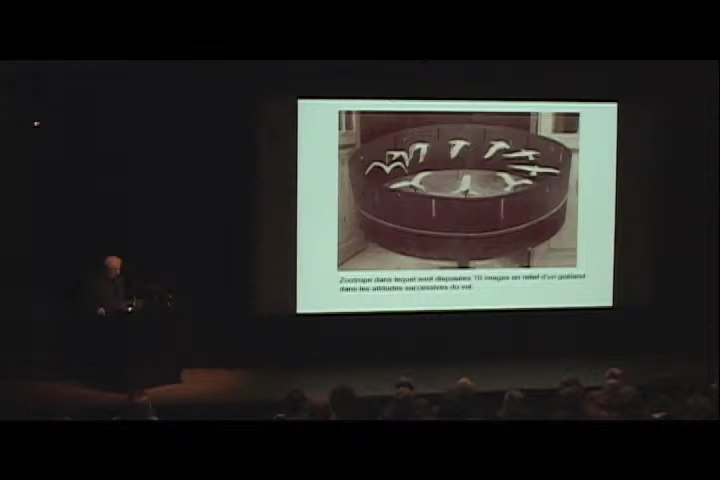 Zootrope dans lequel sont disposées 10 images en relief d'un goéland
dans les attitudes successives du vol.